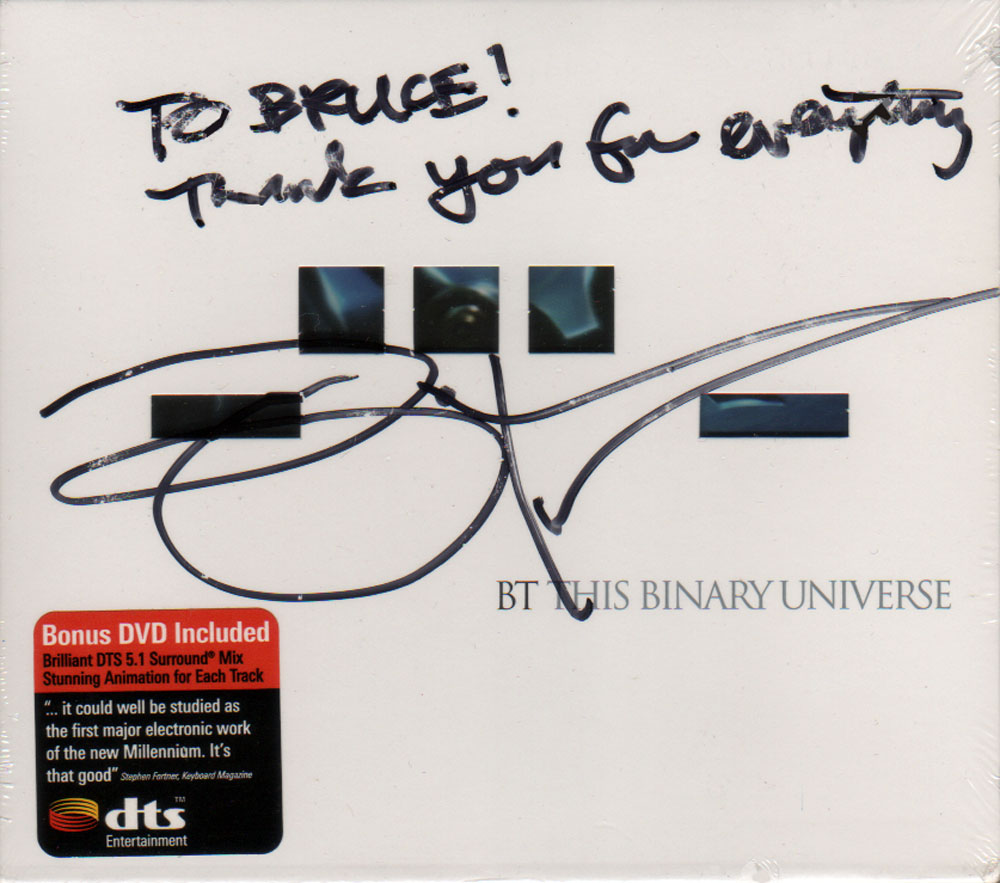 TO BRUCE!
Thank you for everything
BT THIS BINARY UNIVERSE
Bonus DVD Included
Brilliant DTS 5.1 Surround® Mix
Stunning Animation for Each Track
"... it could well be studied as
the first major electronic work
of the new Millennium. It's
that good" Stephen Fortner, Keyboard Magazine
dts™
Entertainment